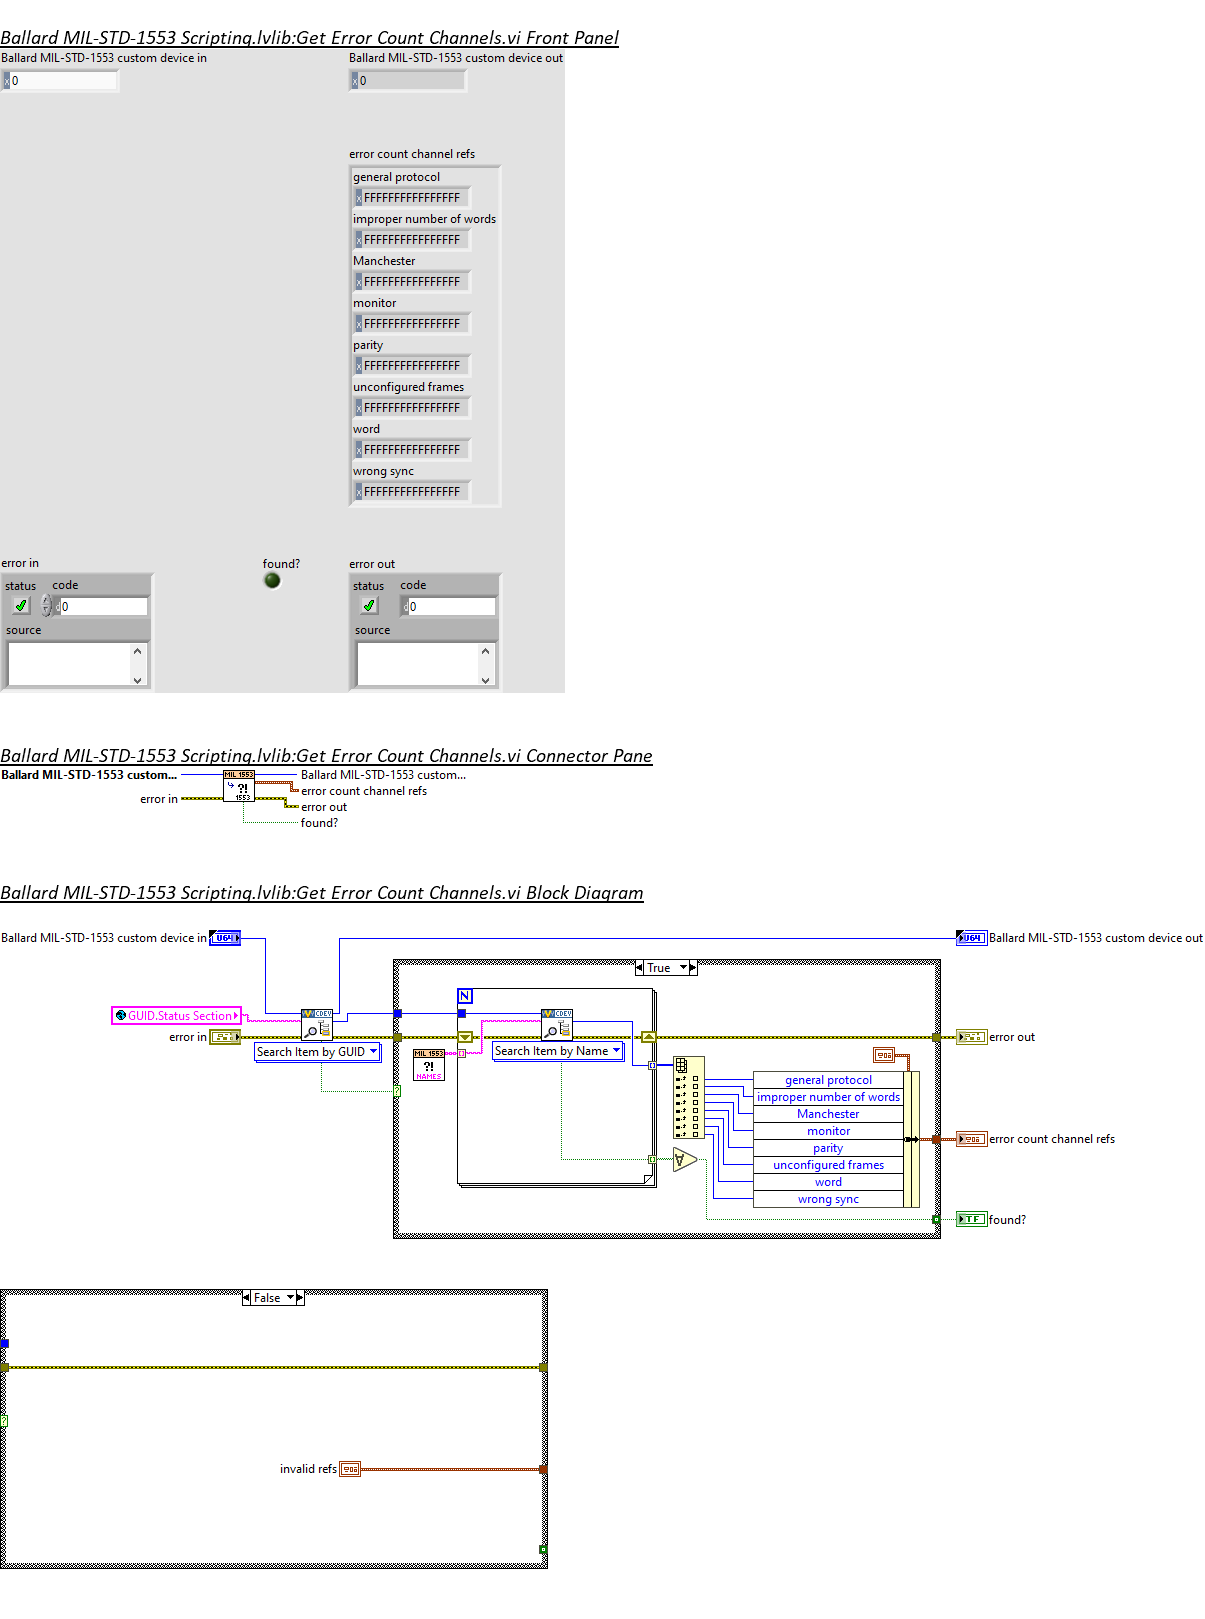 Ballard MIL-STD-1553 Scripting.lvlib:Get Error Count Channels.vi Front Panel
Ballard MIL-STD-1553 custom device in
Ballard MIL-STD-1553 custom device out
x 0
x 0
error count channel refs
general protocol
x FFFFFFFFFFFFFFFF
improper number of words
x FFFFFFFFFFFFFFFF
Manchester
x FFFFFFFFFFFFFFFF
monitor
x FFFFFFFFFFFFFFFF
parity
x FFFFFFFFFFFFFFFF
unconfigured frames
x FFFFFFFFFFFFFFFF
word
x FFFFFFFFFFFFFFFF
wrong sync
x FFFFFFFFFFFFFFFF
error in
found?
error out
status code
status code
d 0
d 0
source
source
Ballard MIL-STD-1553 Scripting.lvlib:Get Error Count Channels.vi Connector Pane
Ballard MIL-STD-1553 custom...
MIL 1553
Ballard MIL-STD-1553 custom...
?!
error count channel refs
error in
1553
error out
found?
Ballard MIL-STD-1553 Scripting.lvlib:Get Error Count Channels.vi Block Diagram
Ballard MIL-STD-1553 custom device in
U64
U64
Ballard MIL-STD-1553 custom device out
True
N
GUID.Status Section
CDEV
CDEV
error in
error out
Search Item by GUID
MIL 1553
?!
NAMES
Search Item by Name
general protocol
improper number of words
Manchester
monitor
parity
unconfigured frames
word
wrong sync
error count channel refs
?
TF
found?
False
?
invalid refs